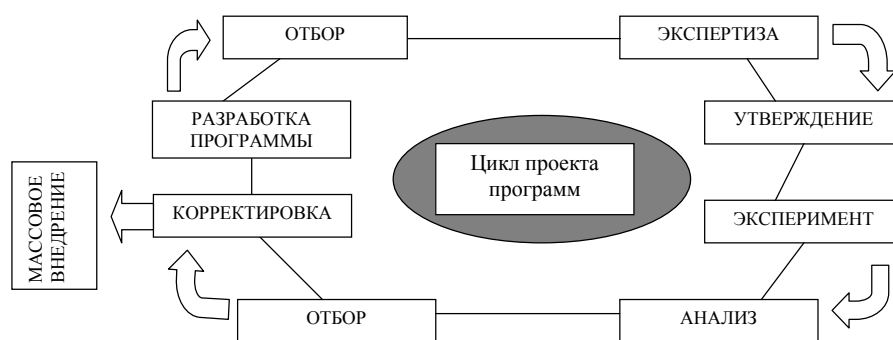 ОТБОР
ЭКСПЕРТИЗА
РАЗРАБОТКА
ПРОГРАММЫ
УТВЕРЖДЕНИЕ
Цикл проекта
программ
МАССОВОЕ
ВНЕДРЕНИЕ
КОРРЕКТИРОВКА
ЭКСПЕРИМЕНТ
ОТБОР
АНАЛИЗ